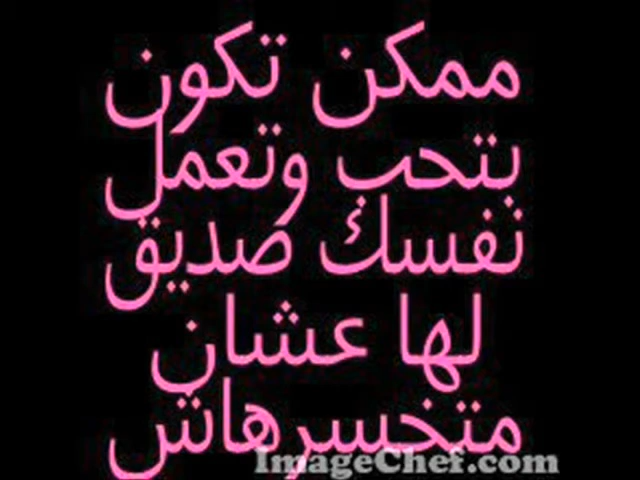 ممكن تكون
بتحب وتعمل
نفسك صديق
لها عشان
متخسرهاش
ImageChef.com